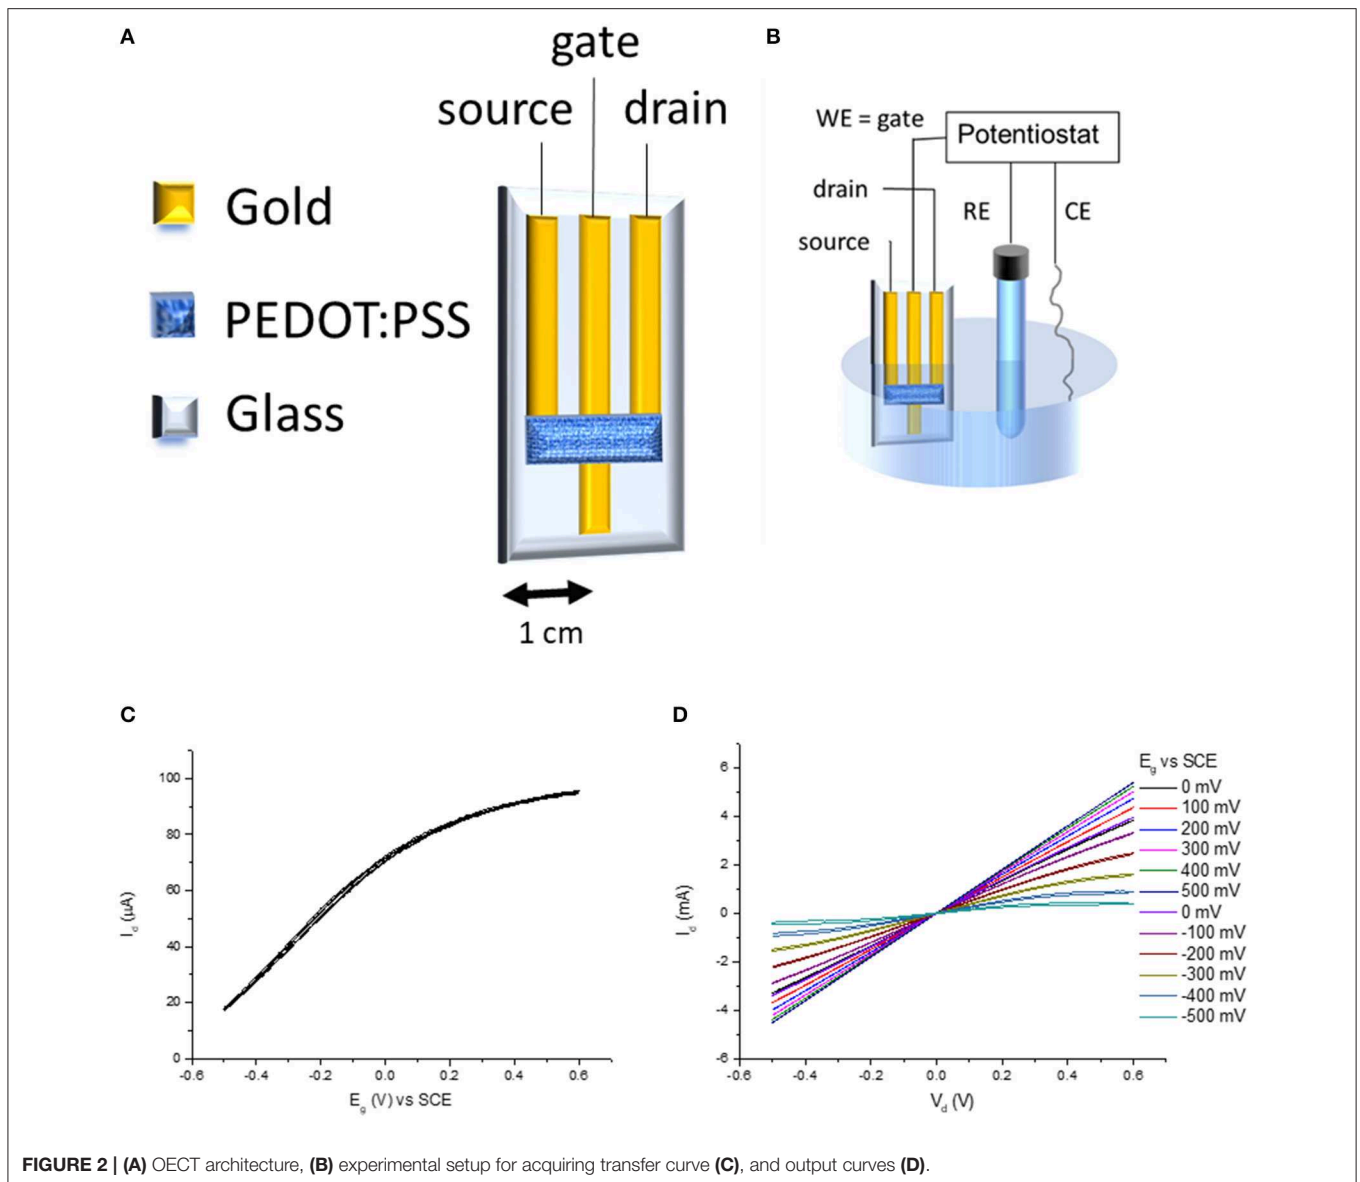 A
gate
source
drain
Gold
PEDOT:PSS
Glass
1 cm
B
WE = gate
Potentiostat
drain
RE
CE
source
C
100
80
60
40
20
0
I_d (µA)
-0.6 -0.4 -0.2 0.0 0.2 0.4 0.6
E_g (V) vs SCE
D
6
4
2
0
-2
-4
-6
I_d (mA)
-0.6 -0.4 -0.2 0.0 0.2 0.4 0.6
V_d (V)
E_g vs SCE
0 mV
100 mV
200 mV
300 mV
400 mV
500 mV
0 mV
-100 mV
-200 mV
-300 mV
-400 mV
-500 mV
FIGURE 2 | (A) OECT architecture, (B) experimental setup for acquiring transfer curve (C), and output curves (D).